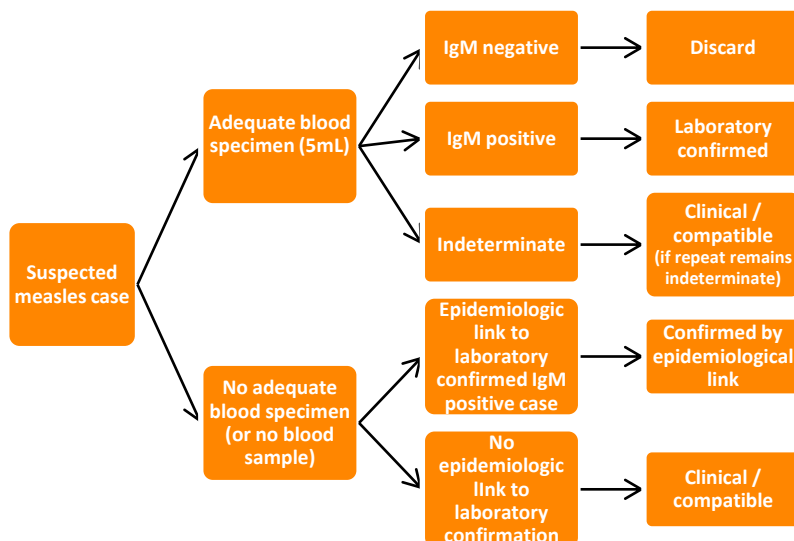 Suspected
measles case
Adequate blood
specimen (5mL)
No adequate
blood specimen
(or no blood
sample)
IgM negative
IgM positive
Indeterminate
Epidemiologic
link to
laboratory
confirmed IgM
positive case
No
epidemiologic
lInk to
laboratory
confirmation
Discard
Laboratory
confirmed
Clinical /
compatible
(if repeat remains
indeterminate)
Confirmed by
epidemiological
link
Clinical /
compatible